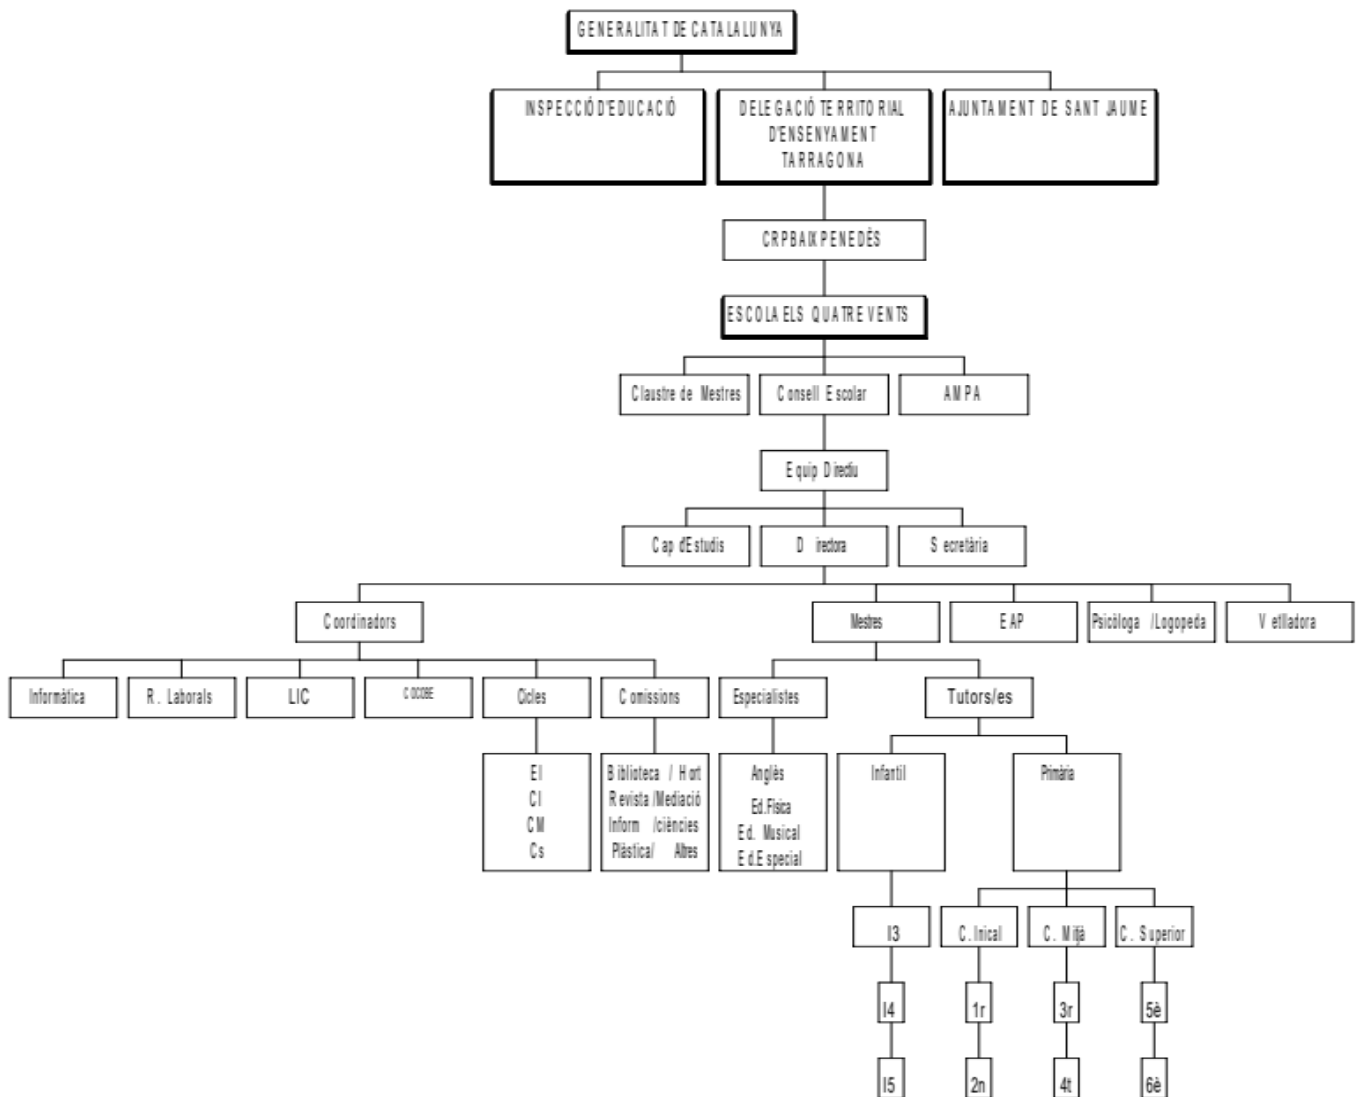 GENERALITAT DE CATALALUNYA
INSPECCIÓ D'EDUCACIÓ
DELEGACIÓ TERRITORIAL
D'ENSENYAMENT
TARRAGONA
AJUNTAMENT DE SANT JAUME
CRP BAIX PENEDÈS
ESCOLA ELS QUATRE VENTS
Claustre de Mestres
Consell Escolar
AMPA
Equip Directiu
Cap d'Estudis
Directora
Secretària
Coordinadors
Mestres
EAP
Psicòloga /Logopeda
Vetlladora
Informàtica
R. Laborals
LIC
COCOBE
Cicles
Comissions
Especialistes
Tutors/es
EI
CI
CM
Cs
Biblioteca / Hort
Revista /Mediació
Inform /ciències
Plàstica/ Altres
Anglès
Ed.Física
Ed. Musical
Ed.Especial
Infantil
Primària
I3
C. Inical
C. Mitjà
C. Superior
I4
1r
3r
5è
I5
2n
4t
6è